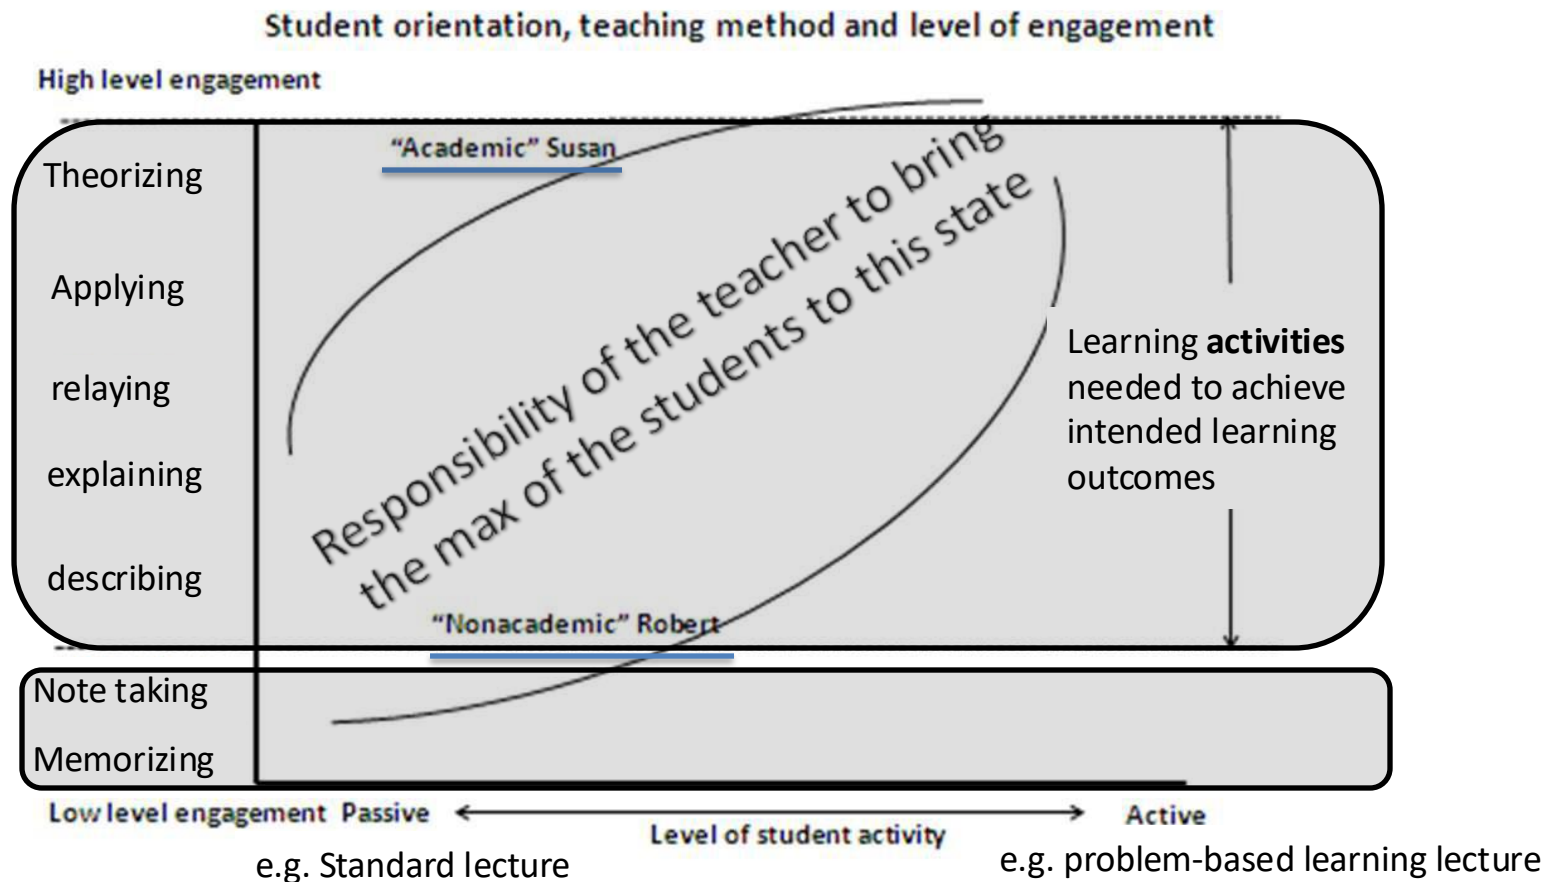 Student orientation, teaching method and level of engagement
High level engagement
"Academic" Susan
Theorizing
Applying
relaying
explaining
describing
Responsibility of the teacher to bring
the max of the students to this state
Learning activities
needed to achieve
intended learning
outcomes
"Nonacademic" Robert
Note taking
Memorizing
Low level engagement Passive
Level of student activity
Active
e.g. Standard lecture
e.g. problem-based learning lecture